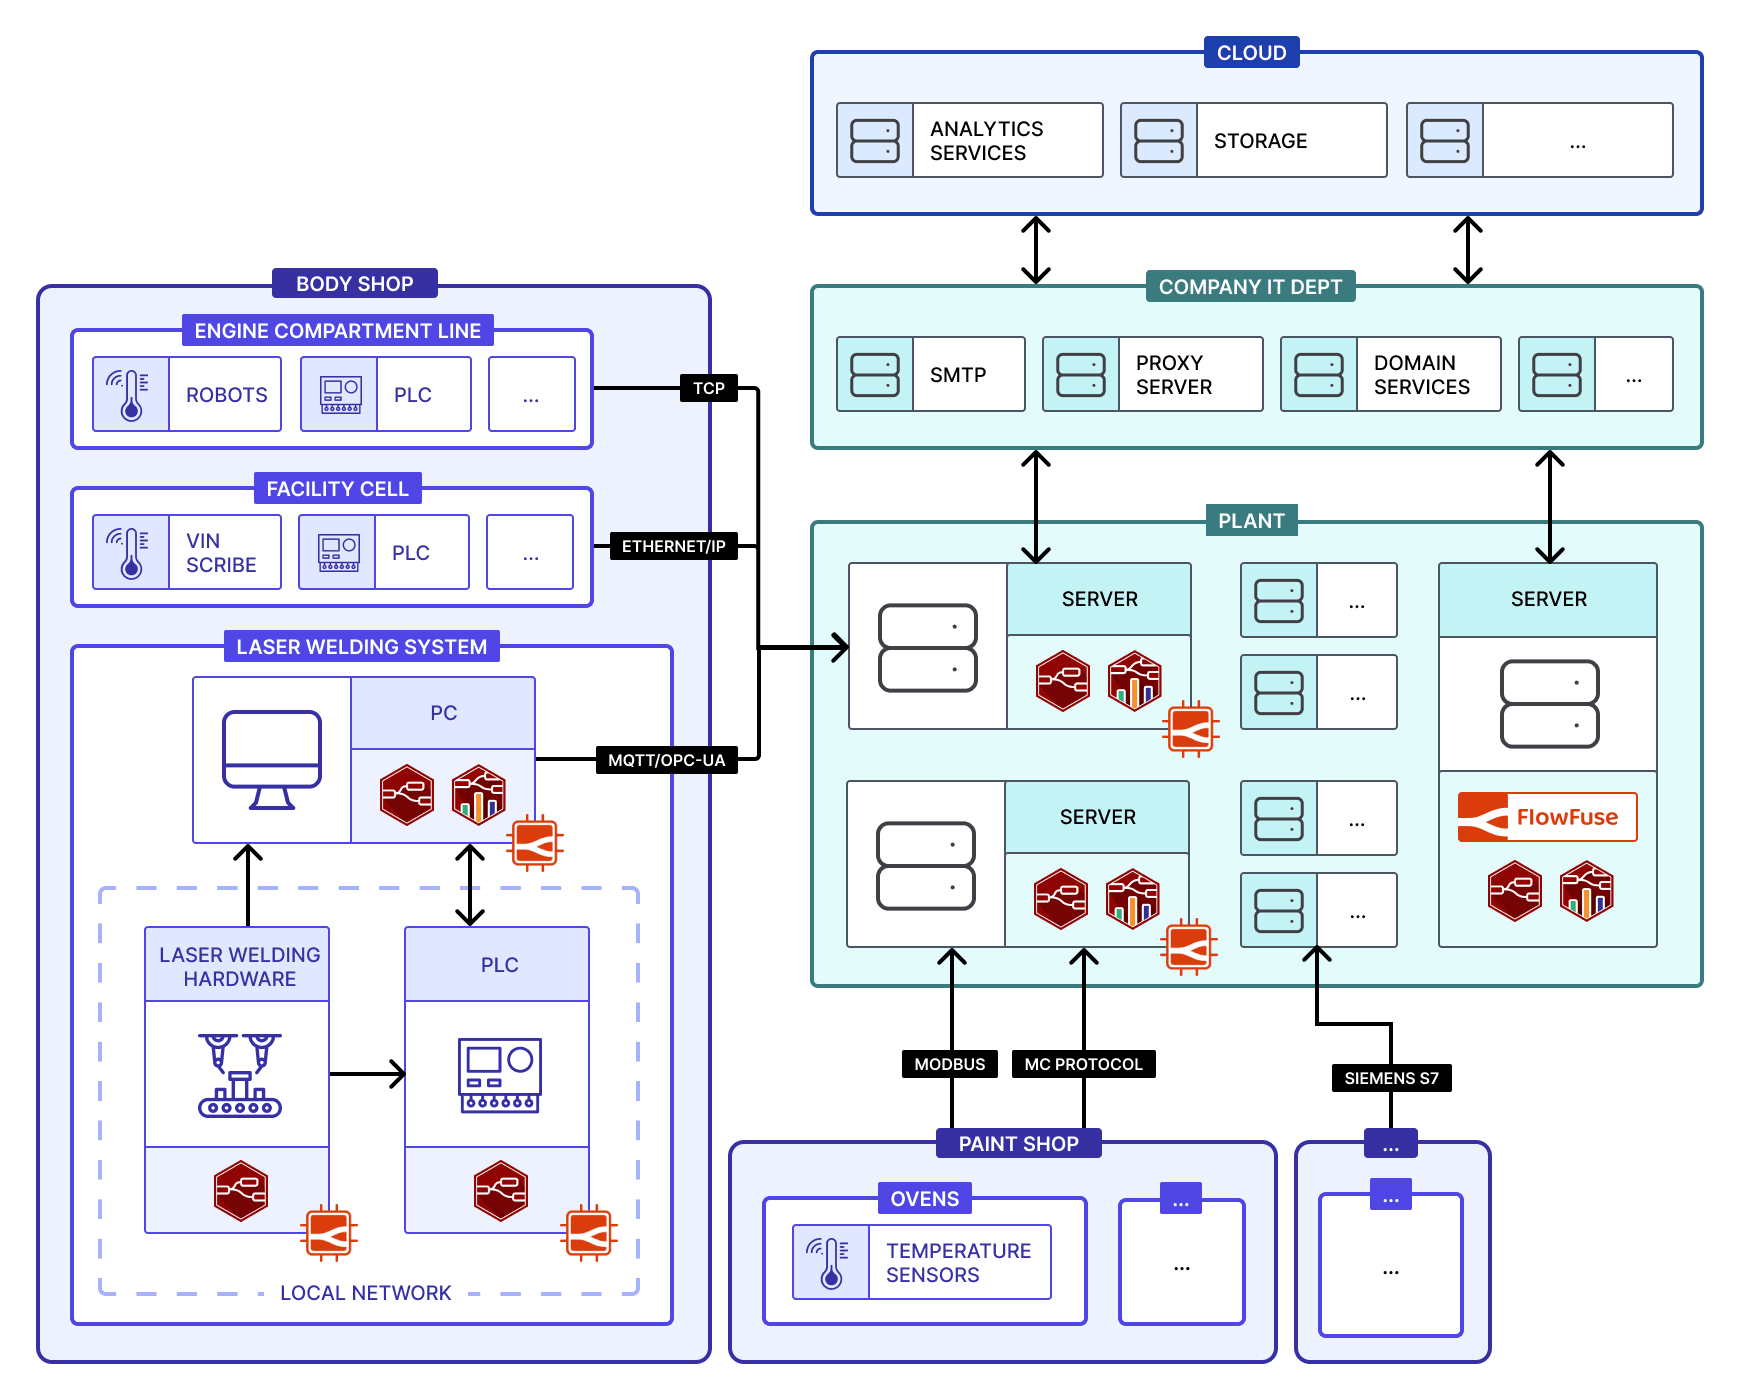 CLOUD
ANALYTICS
SERVICES
STORAGE
...
COMPANY IT DEPT
SMTP
PROXY
SERVER
DOMAIN
SERVICES
...
BODY SHOP
ENGINE COMPARTMENT LINE
ROBOTS
PLC
...
TCP
FACILITY CELL
VIN
SCRIBE
PLC
...
ETHERNET/IP
LASER WELDING SYSTEM
PC
MQTT/OPC-UA
LASER WELDING
HARDWARE
PLC
LOCAL NETWORK
PLANT
SERVER
...
...
SERVER
SERVER
...
...
FlowFuse
MODBUS
MC PROTOCOL
SIEMENS S7
PAINT SHOP
OVENS
TEMPERATURE
SENSORS
...
...
...
...
...